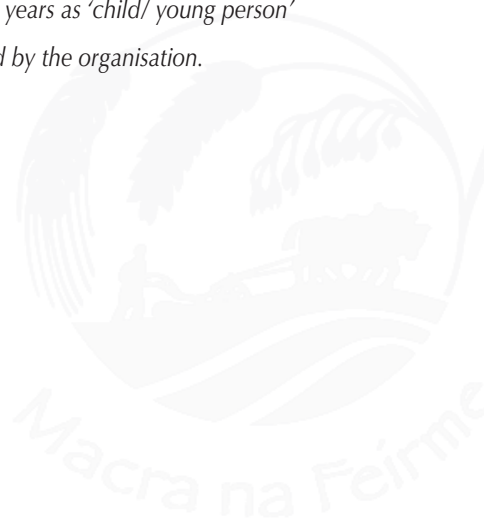 years as ‘child/ young person’
by the organisation.
Macra na Feirme